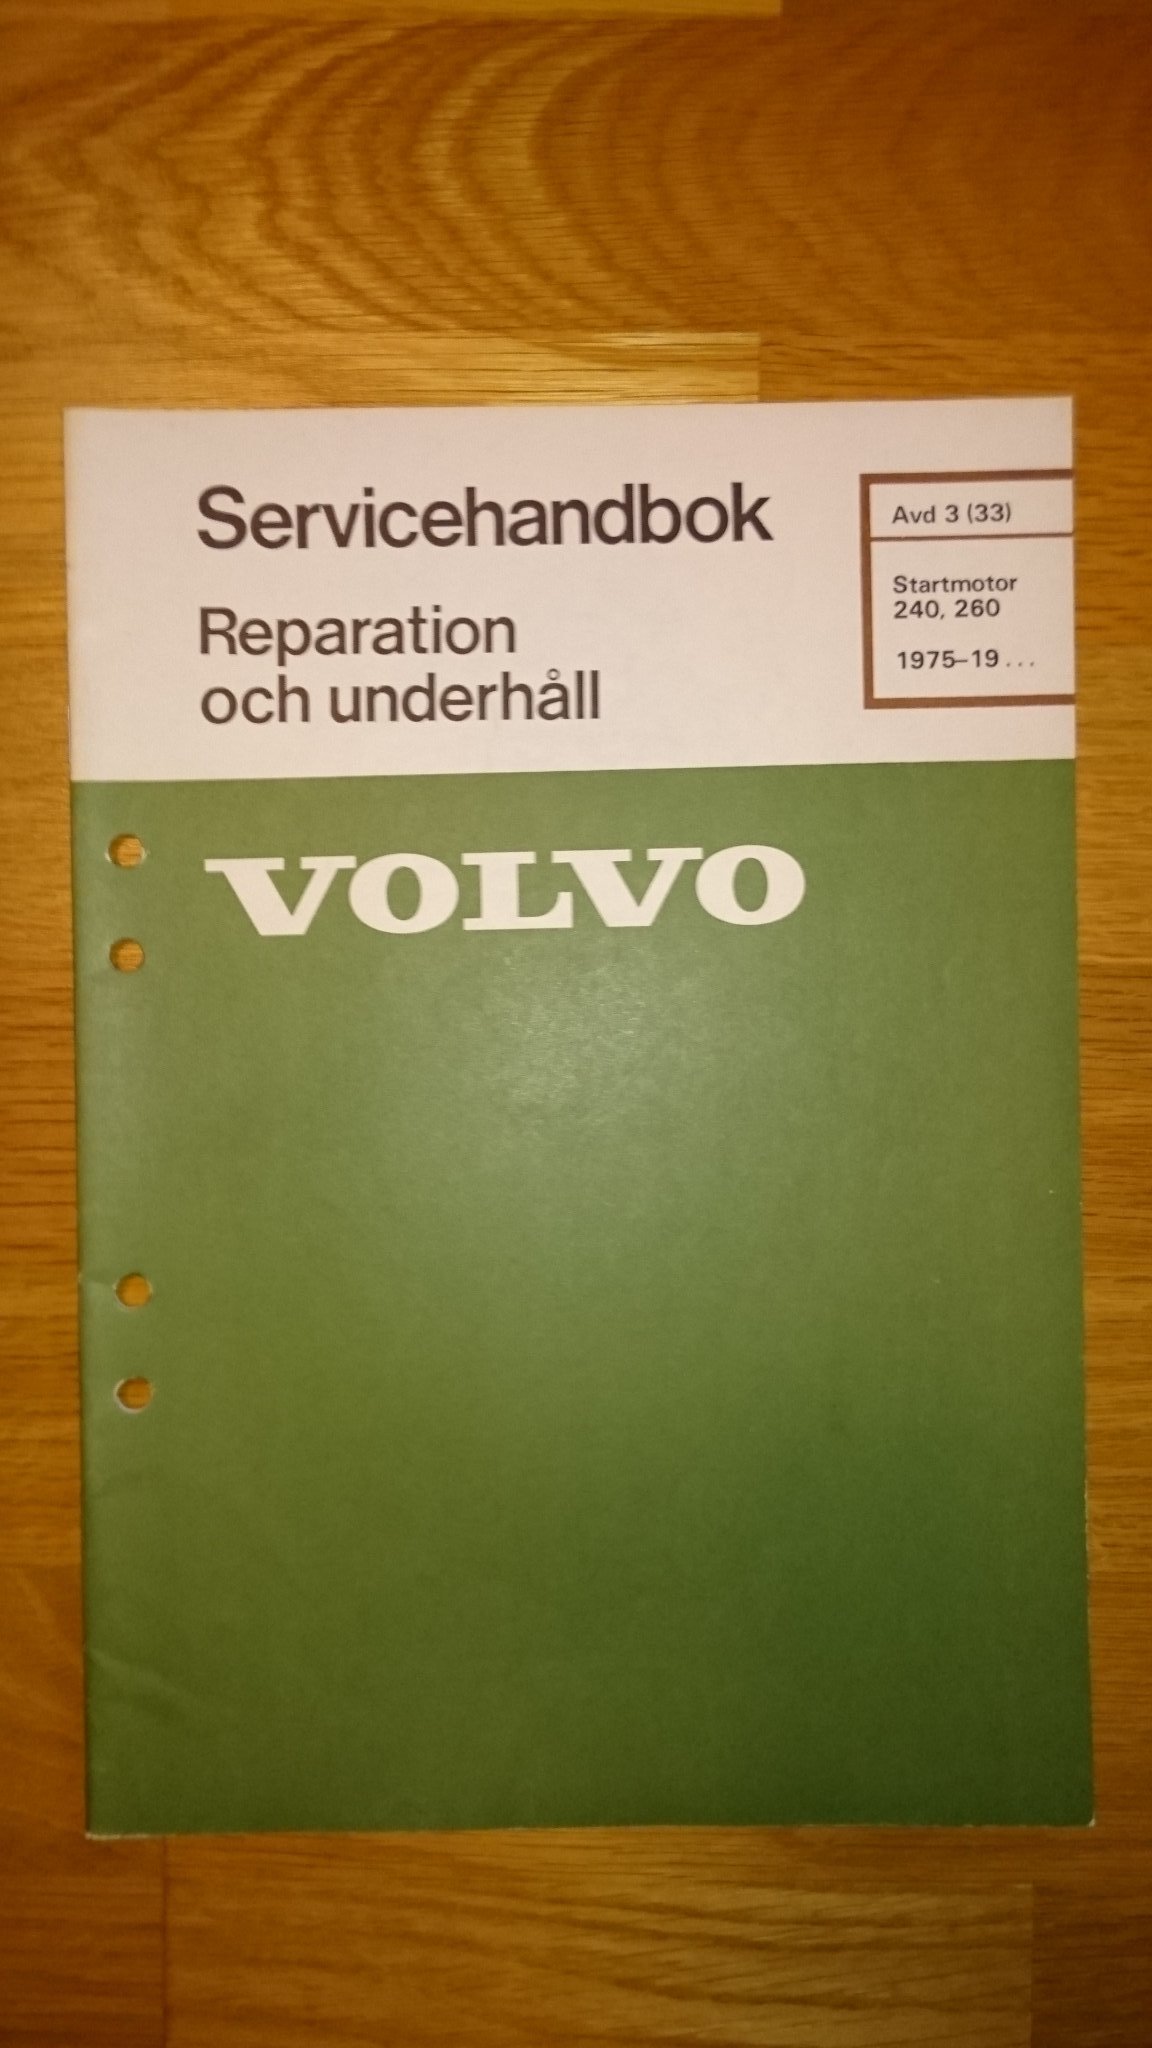 Servicehandbok
Reparation
och underhåll
Avd 3 (33)
Startmotor
240, 260
1975–19...
VOLVO